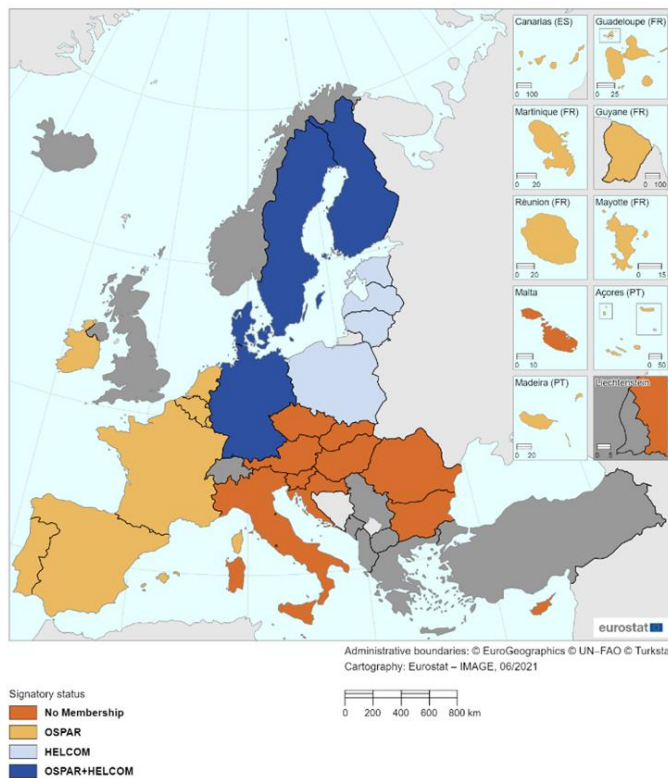 Canarias (ES)
0 100
Guadeloupe (FR)
0 25
Martinique (FR)
0 20
Guyane (FR)
0 100
Réunion (FR)
0 20
Mayotte (FR)
0 15
Malta
0 10
Açores (PT)
0 50
Madeira (PT)
0 20
Liechtenstein
0 5
eurostat
Administrative boundaries: © EuroGeographics © UN–FAO © Turksta
Cartography: Eurostat – IMAGE, 06/2021
Signatory status
No Membership
OSPAR
HELCOM
OSPAR+HELCOM
0 200 400 600 800 km